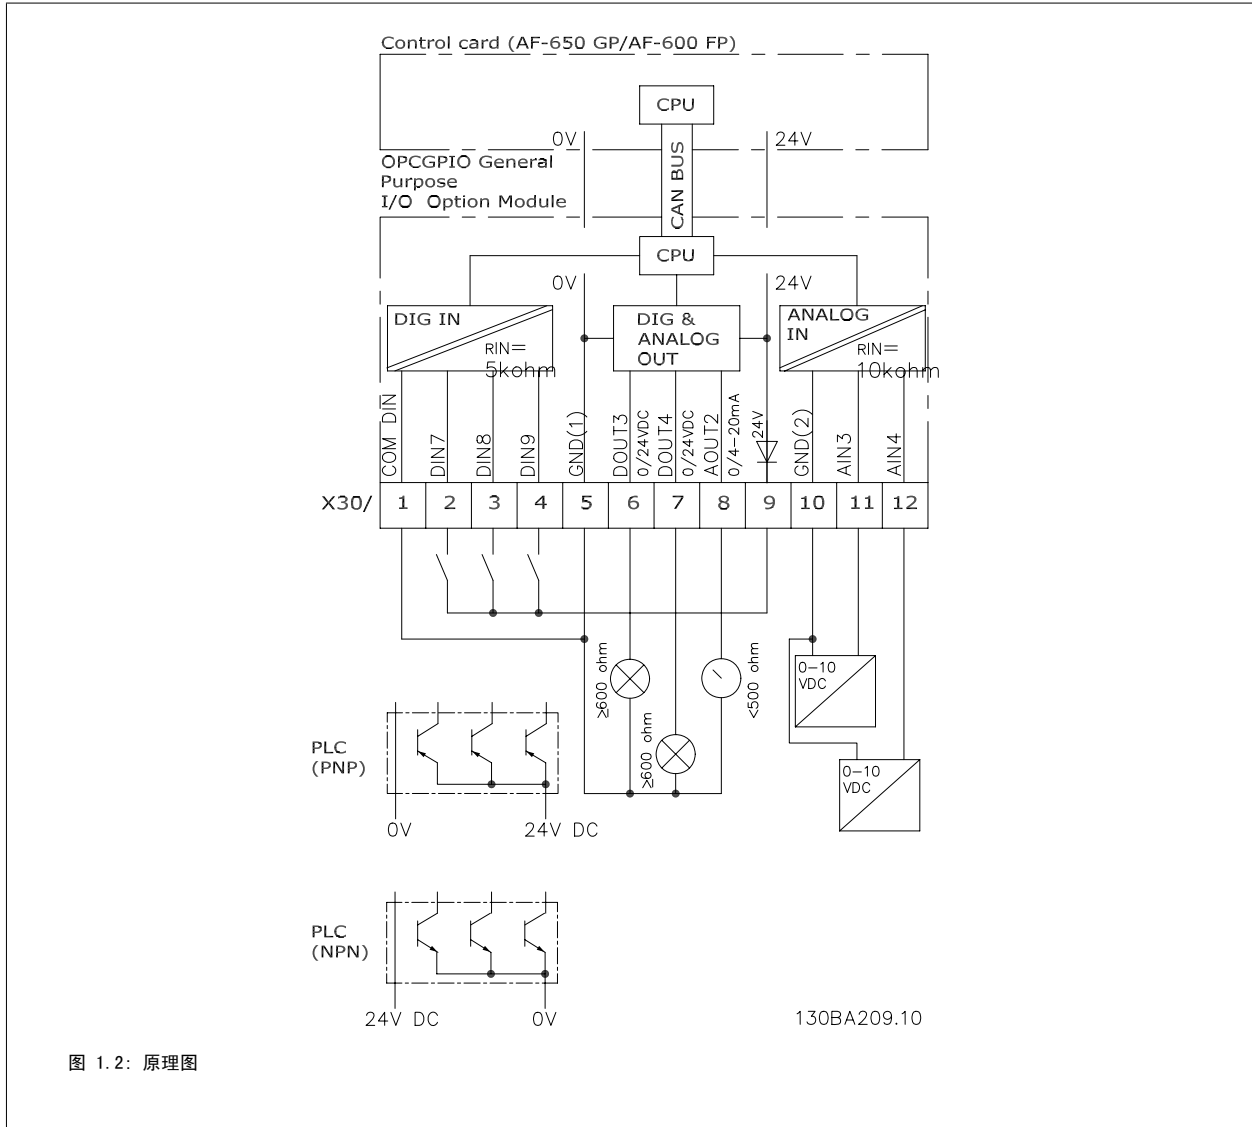 Control card (AF-650 GP/AF-600 FP)
CPU
0V
24V
CAN BUS
OPCGPIO General
Purpose
I/O Option Module
CPU
0V
24V
DIG IN
RIN=
5kohm
DIG &
ANALOG
OUT
ANALOG
IN
RIN=
10kohm
COM DIN
DIN7
DIN8
DIN9
GND(1)
DOUT3
0/24VDC
DOUT4
0/24VDC
AOUT2
0/4-20mA
24V
GND(2)
AIN3
AIN4
X30/ 1 2 3 4 5 6 7 8 9 10 11 12
≥600 ohm
≥600 ohm
<500 ohm
0-10
VDC
0-10
VDC
PLC
(PNP)
0V
24V DC
PLC
(NPN)
24V DC
0V
130BA209.10
图 1.2: 原理图